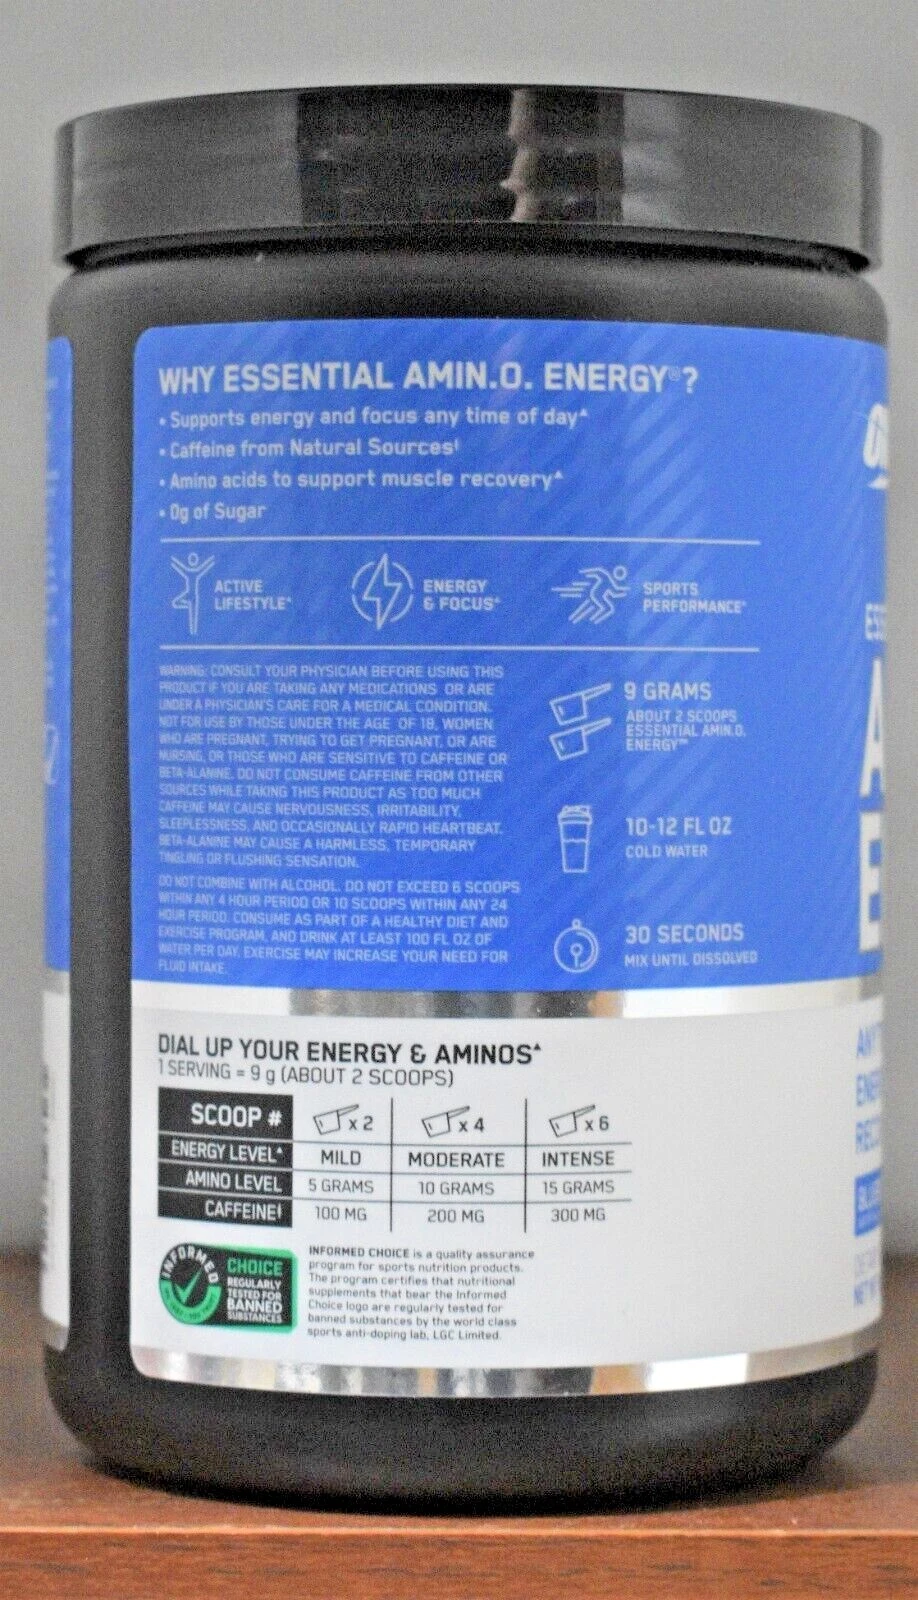 WHY ESSENTIAL AMIN.O. ENERGY®?
• Supports energy and focus any time of day▲
• Caffeine from Natural Sources‡
• Amino acids to support muscle recovery▲
• 0g of Sugar
ACTIVE
LIFESTYLE▲
ENERGY
& FOCUS▲
SPORTS
PERFORMANCE▲
WARNING: CONSULT YOUR PHYSICIAN BEFORE USING THIS
PRODUCT IF YOU ARE TAKING ANY MEDICATIONS OR ARE
UNDER A PHYSICIAN'S CARE FOR A MEDICAL CONDITION.
NOT FOR USE BY THOSE UNDER THE AGE OF 18, WOMEN
WHO ARE PREGNANT, TRYING TO GET PREGNANT, OR ARE
NURSING, OR THOSE WHO ARE SENSITIVE TO CAFFEINE OR
BETA-ALANINE. DO NOT CONSUME CAFFEINE FROM OTHER
SOURCES WHILE TAKING THIS PRODUCT AS TOO MUCH
CAFFEINE MAY CAUSE NERVOUSNESS, IRRITABILITY,
SLEEPLESSNESS, AND OCCASIONALLY RAPID HEARTBEAT.
BETA-ALANINE MAY CAUSE A HARMLESS, TEMPORARY
TINGLING OR FLUSHING SENSATION.
DO NOT COMBINE WITH ALCOHOL. DO NOT EXCEED 6 SCOOPS
WITHIN ANY 4 HOUR PERIOD OR 10 SCOOPS WITHIN ANY 24
HOUR PERIOD. CONSUME AS PART OF A HEALTHY DIET AND
EXERCISE PROGRAM, AND DRINK AT LEAST 100 FL OZ OF
WATER PER DAY. EXERCISE MAY INCREASE YOUR NEED FOR
FLUID INTAKE.
9 GRAMS
ABOUT 2 SCOOPS
ESSENTIAL AMIN.O.
ENERGY™
10-12 FL OZ
COLD WATER
30 SECONDS
MIX UNTIL DISSOLVED
DIAL UP YOUR ENERGY & AMINOS▲
1 SERVING = 9 g (ABOUT 2 SCOOPS)
SCOOP # x 2 x 4 x 6
ENERGY LEVEL▲ MILD MODERATE INTENSE
AMINO LEVEL 5 GRAMS 10 GRAMS 15 GRAMS
CAFFEINE‡ 100 MG 200 MG 300 MG
INFORMED
CHOICE
REGULARLY
TESTED FOR
BANNED
SUBSTANCES
INFORMED CHOICE is a quality assurance
program for sports nutrition products.
The program certifies that nutritional
supplements that bear the Informed
Choice logo are regularly tested for
banned substances by the world class
sports anti-doping lab, LGC Limited.